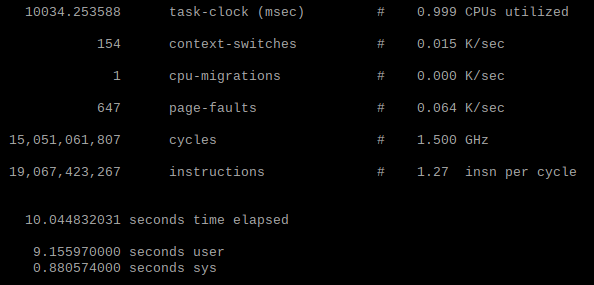 10034.253588 task-clock (msec) # 0.999 CPUs utilized
154 context-switches # 0.015 K/sec
1 cpu-migrations # 0.000 K/sec
647 page-faults # 0.064 K/sec
15,051,061,807 cycles # 1.500 GHz
19,067,423,267 instructions # 1.27 insn per cycle
10.044832031 seconds time elapsed
9.155970000 seconds user
0.880574000 seconds sys